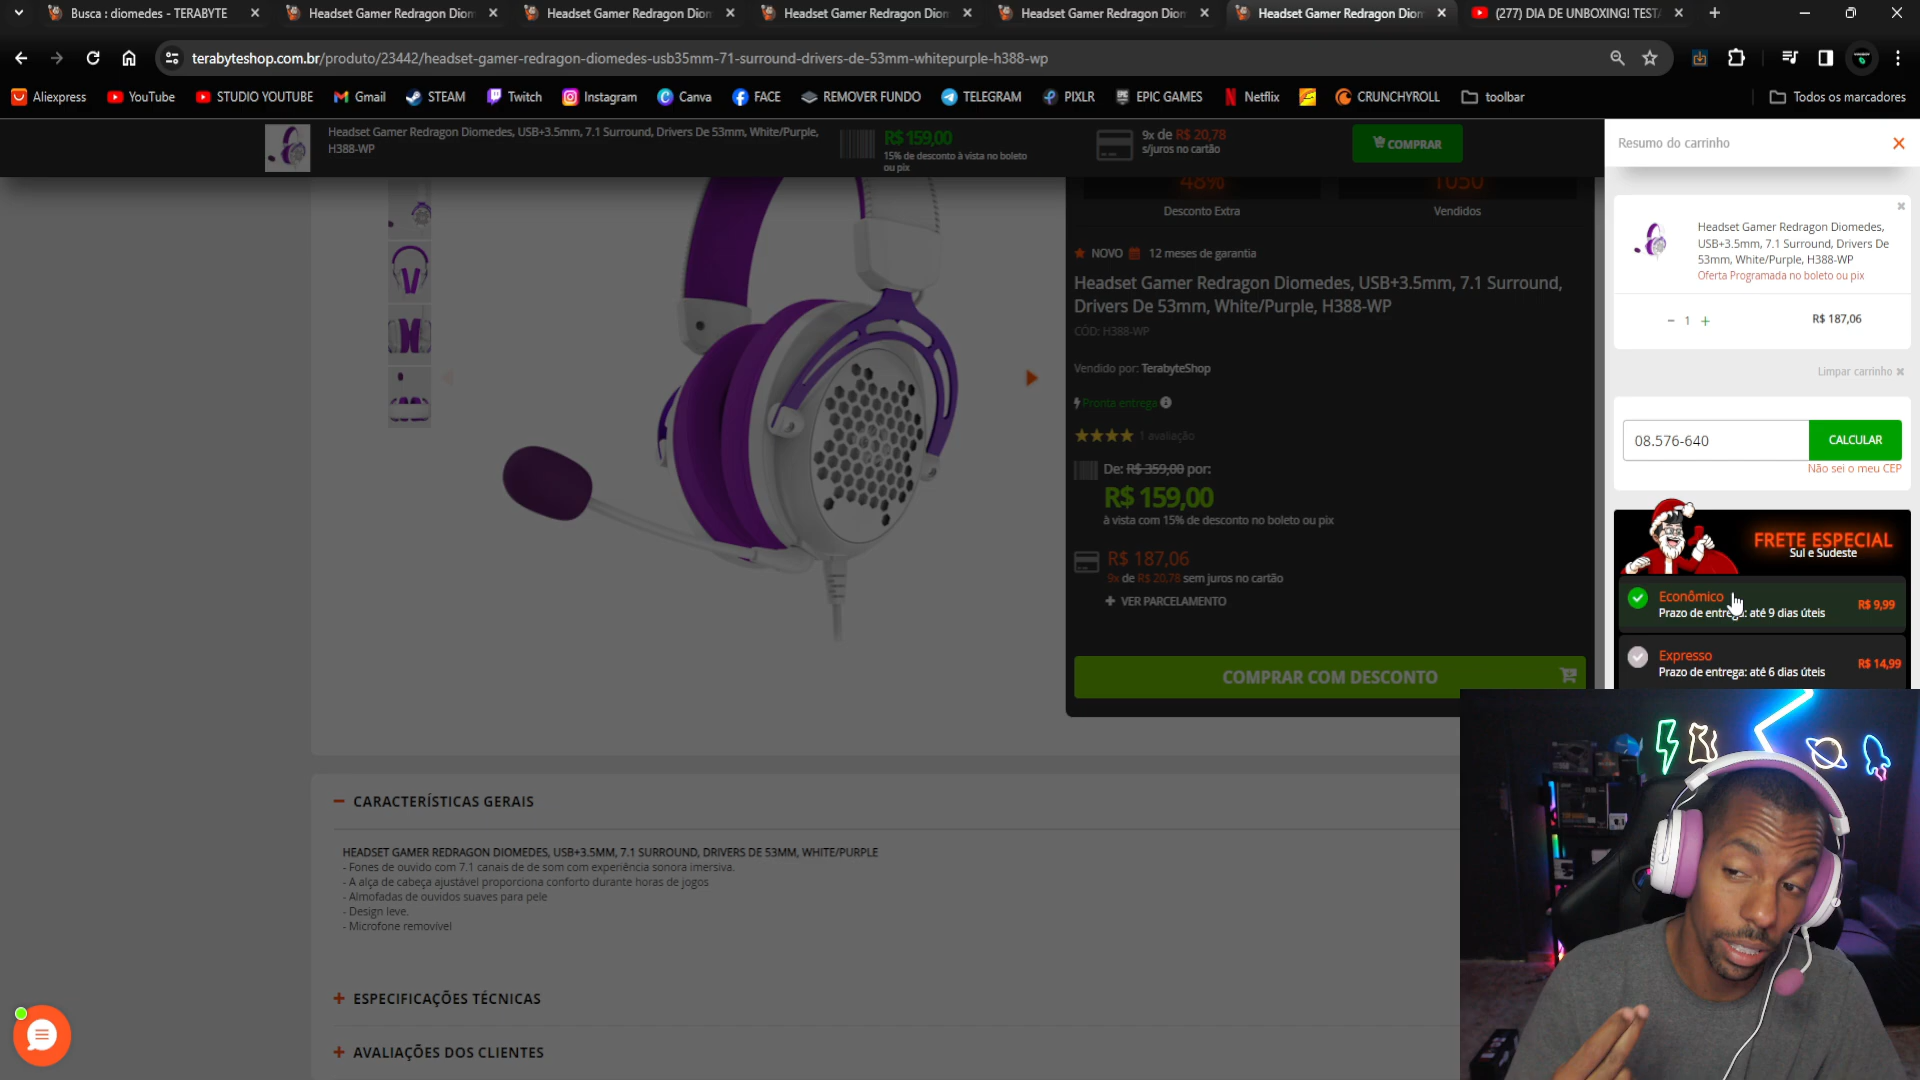 Busca : diomedes - TERABYTE
Headset Gamer Redragon Diom
Headset Gamer Redragon Diom
Headset Gamer Redragon Diom
Headset Gamer Redragon Diom
Headset Gamer Redragon Diom
(277) DIA DE UNBOXING! TEST
terabyteshop.com.br/produto/23442/headset-gamer-redragon-diomedes-usb35mm-71-surround-drivers-de-53mm-whitepurple-h388-wp
Aliexpress
YouTube
STUDIO YOUTUBE
Gmail
STEAM
Twitch
Instagram
Canva
FACE
REMOVER FUNDO
TELEGRAM
PIXLR
EPIC GAMES
Netflix
CRUNCHYROLL
toolbar
Todos os marcadores
Headset Gamer Redragon Diomedes, USB+3.5mm, 7.1 Surround, Drivers De 53mm, White/Purple,
H388-WP
R$ 159,00
15% de desconto à vista no boleto
ou pix
9x de R$ 20,78
s/juros no cartão
COMPRAR
48%
Desconto Extra
1050
Vendidos
NOVO
12 meses de garantia
Headset Gamer Redragon Diomedes, USB+3.5mm, 7.1 Surround,
Drivers De 53mm, White/Purple, H388-WP
CÓD: H388-WP
Vendido por: TerabyteShop
Pronta entrega
1 avaliação
De: R$ 359,00 por:
R$ 159,00
à vista com 15% de desconto no boleto ou pix
R$ 187,06
9x de R$ 20,78 sem juros no cartão
+ VER PARCELAMENTO
COMPRAR COM DESCONTO
Resumo do carrinho
Headset Gamer Redragon Diomedes,
USB+3.5mm, 7.1 Surround, Drivers De
53mm, White/Purple, H388-WP
Oferta Programada no boleto ou pix
- 1 +
R$ 187,06
Limpar carrinho
08.576-640
CALCULAR
Não sei o meu CEP
FRETE ESPECIAL
Sul e Sudeste
Econômico
Prazo de entrega: até 9 dias úteis
R$ 9,99
Expresso
Prazo de entrega: até 6 dias úteis
R$ 14,99
CARACTERÍSTICAS GERAIS
HEADSET GAMER REDRAGON DIOMEDES, USB+3.5MM, 7.1 SURROUND, DRIVERS DE 53MM, WHITE/PURPLE
- Fones de ouvido com 7.1 canais de de som com experiência sonora imersiva.
- A alça de cabeça ajustável proporciona conforto durante horas de jogos
- Almofadas de ouvidos suaves para pele
- Design leve.
- Microfone removível
+ ESPECIFICAÇÕES TÉCNICAS
+ AVALIAÇÕES DOS CLIENTES